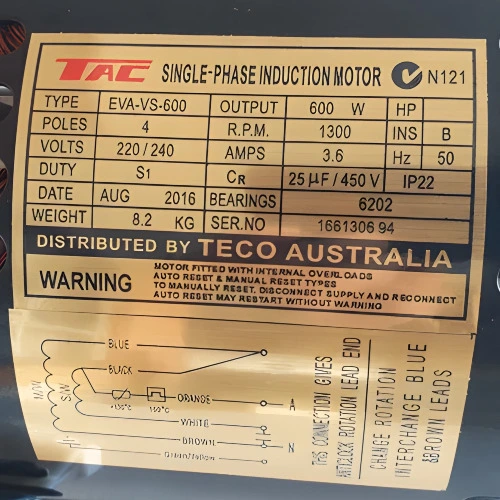 TAC SINGLE-PHASE INDUCTION MOTOR N121
TYPE EVA-VS-600 OUTPUT 600 W HP
POLES 4 R.P.M. 1300 INS B
VOLTS 220/240 AMPS 3.6 Hz 50
DUTY S1 CR 25 µF/450 V IP22
DATE AUG 2016 BEARINGS 6202
WEIGHT 8.2 KG SER.NO 1661306 94
DISTRIBUTED BY TECO AUSTRALIA
WARNING
MOTOR FITTED WITH INTERNAL OVERLOADS
AUTO RESET & MANUAL RESET TYPES
TO MANUALLY RESET, DISCONNECT SUPPLY AND RECONNECT
AUTO RESET MAY RESTART WITHOUT WARNING
BLUE
BLACK
M/W
S/W
ORANGE A
WHITE
BROWN N
THIS CONNECTION GIVES
ANTICLOCK ROTATION LEAD END
CHANGE ROTATION
INTERCHANGE BLUE
&BROWN LEADS